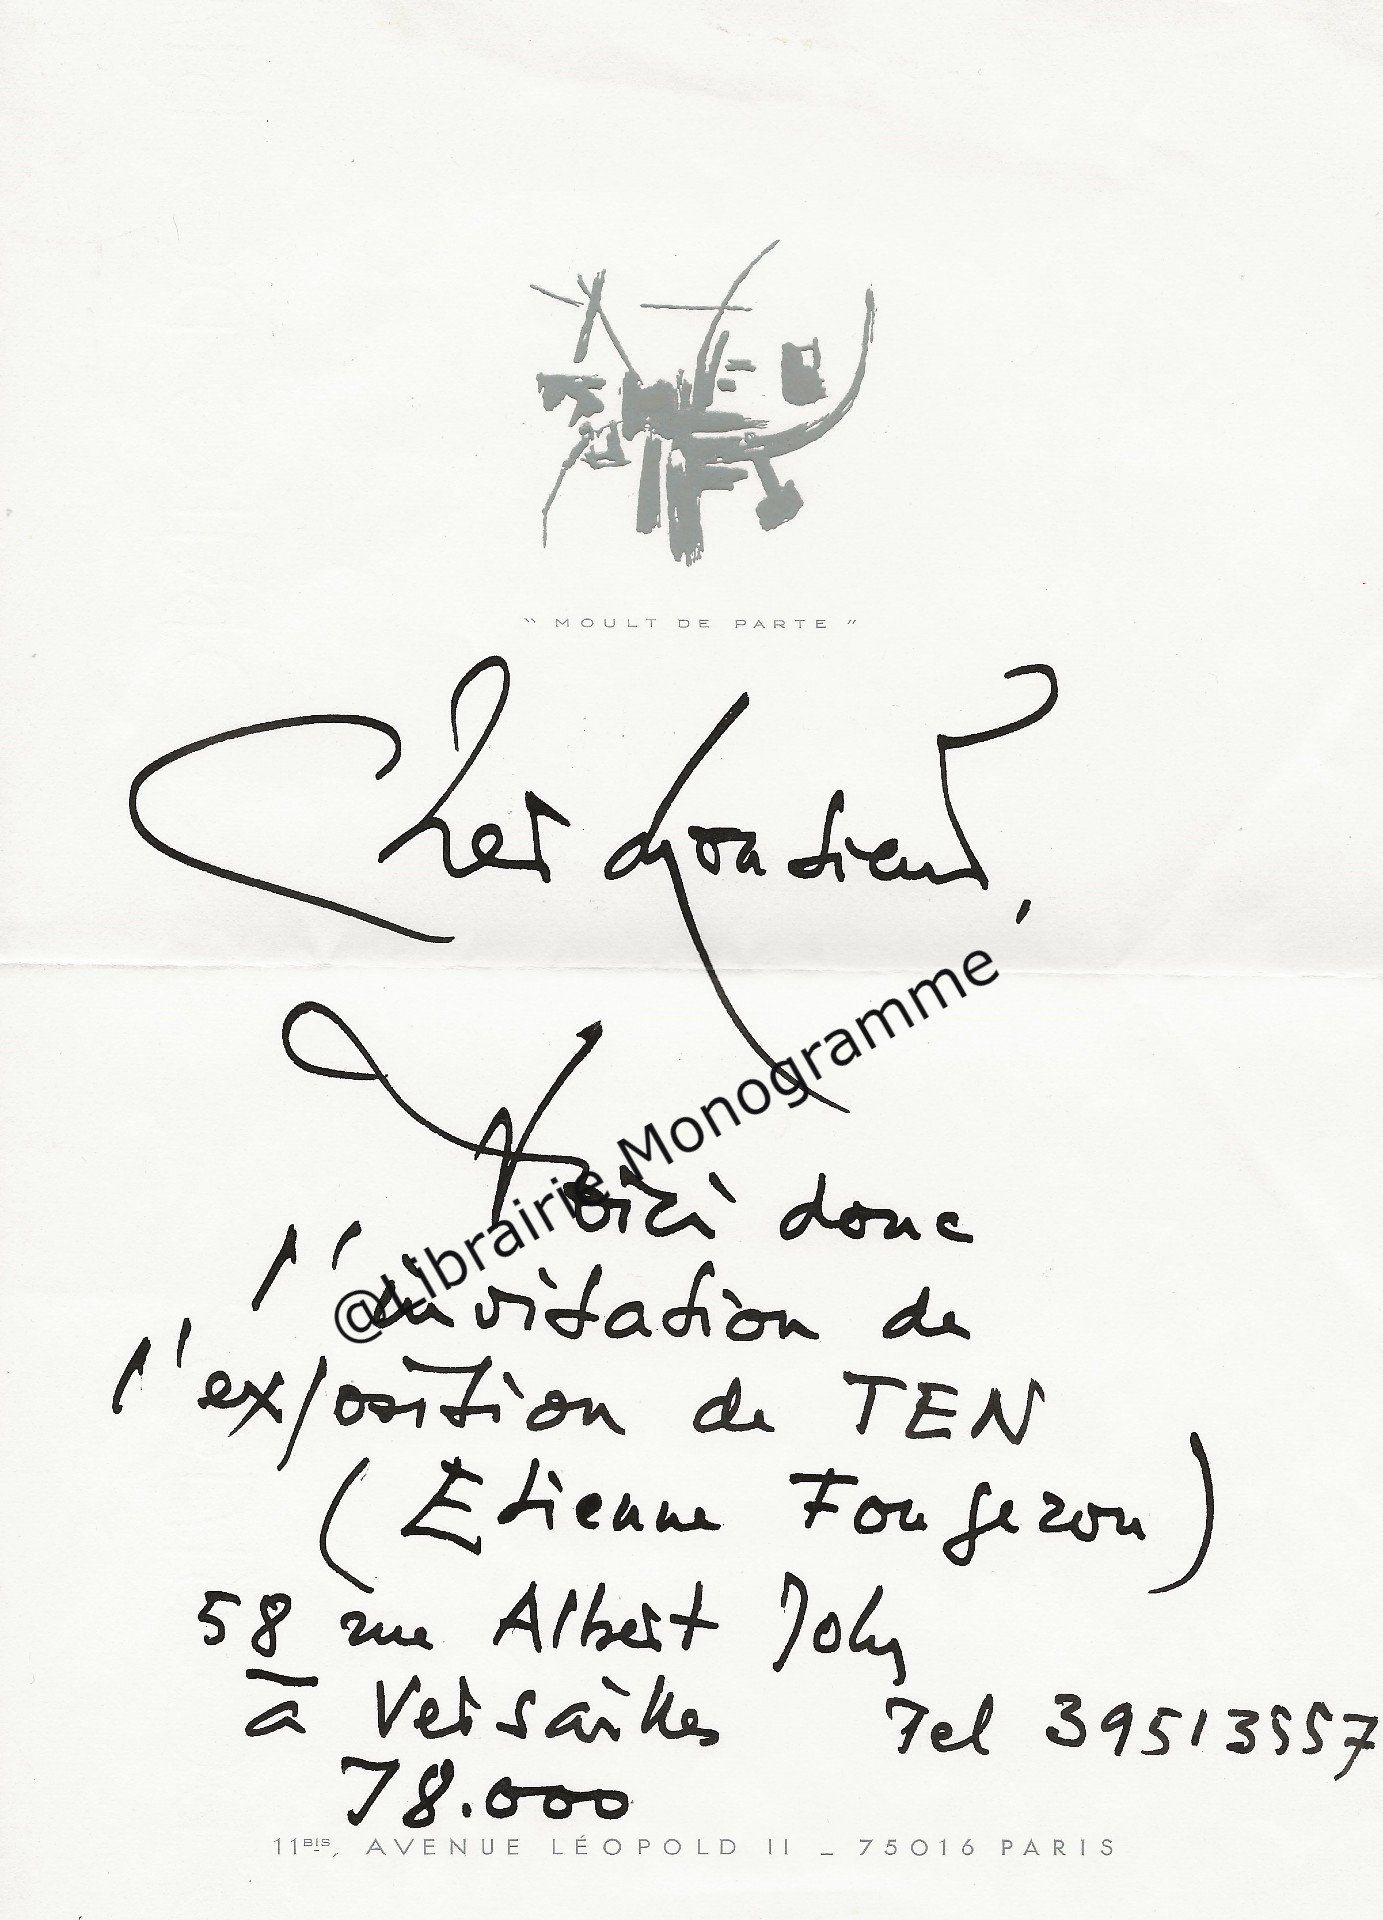 " MOULT DE PARTE "
Cher Monsieur,
Voici donc
l'invitation de
l'exposition de TEN
(Etienne Fougeron)
58 rue Albert Joly
à Versailles Tel 39513557
78.000
11BIS, AVENUE LÉOPOLD II _ 75016 PARIS
@Librairie Monogramme